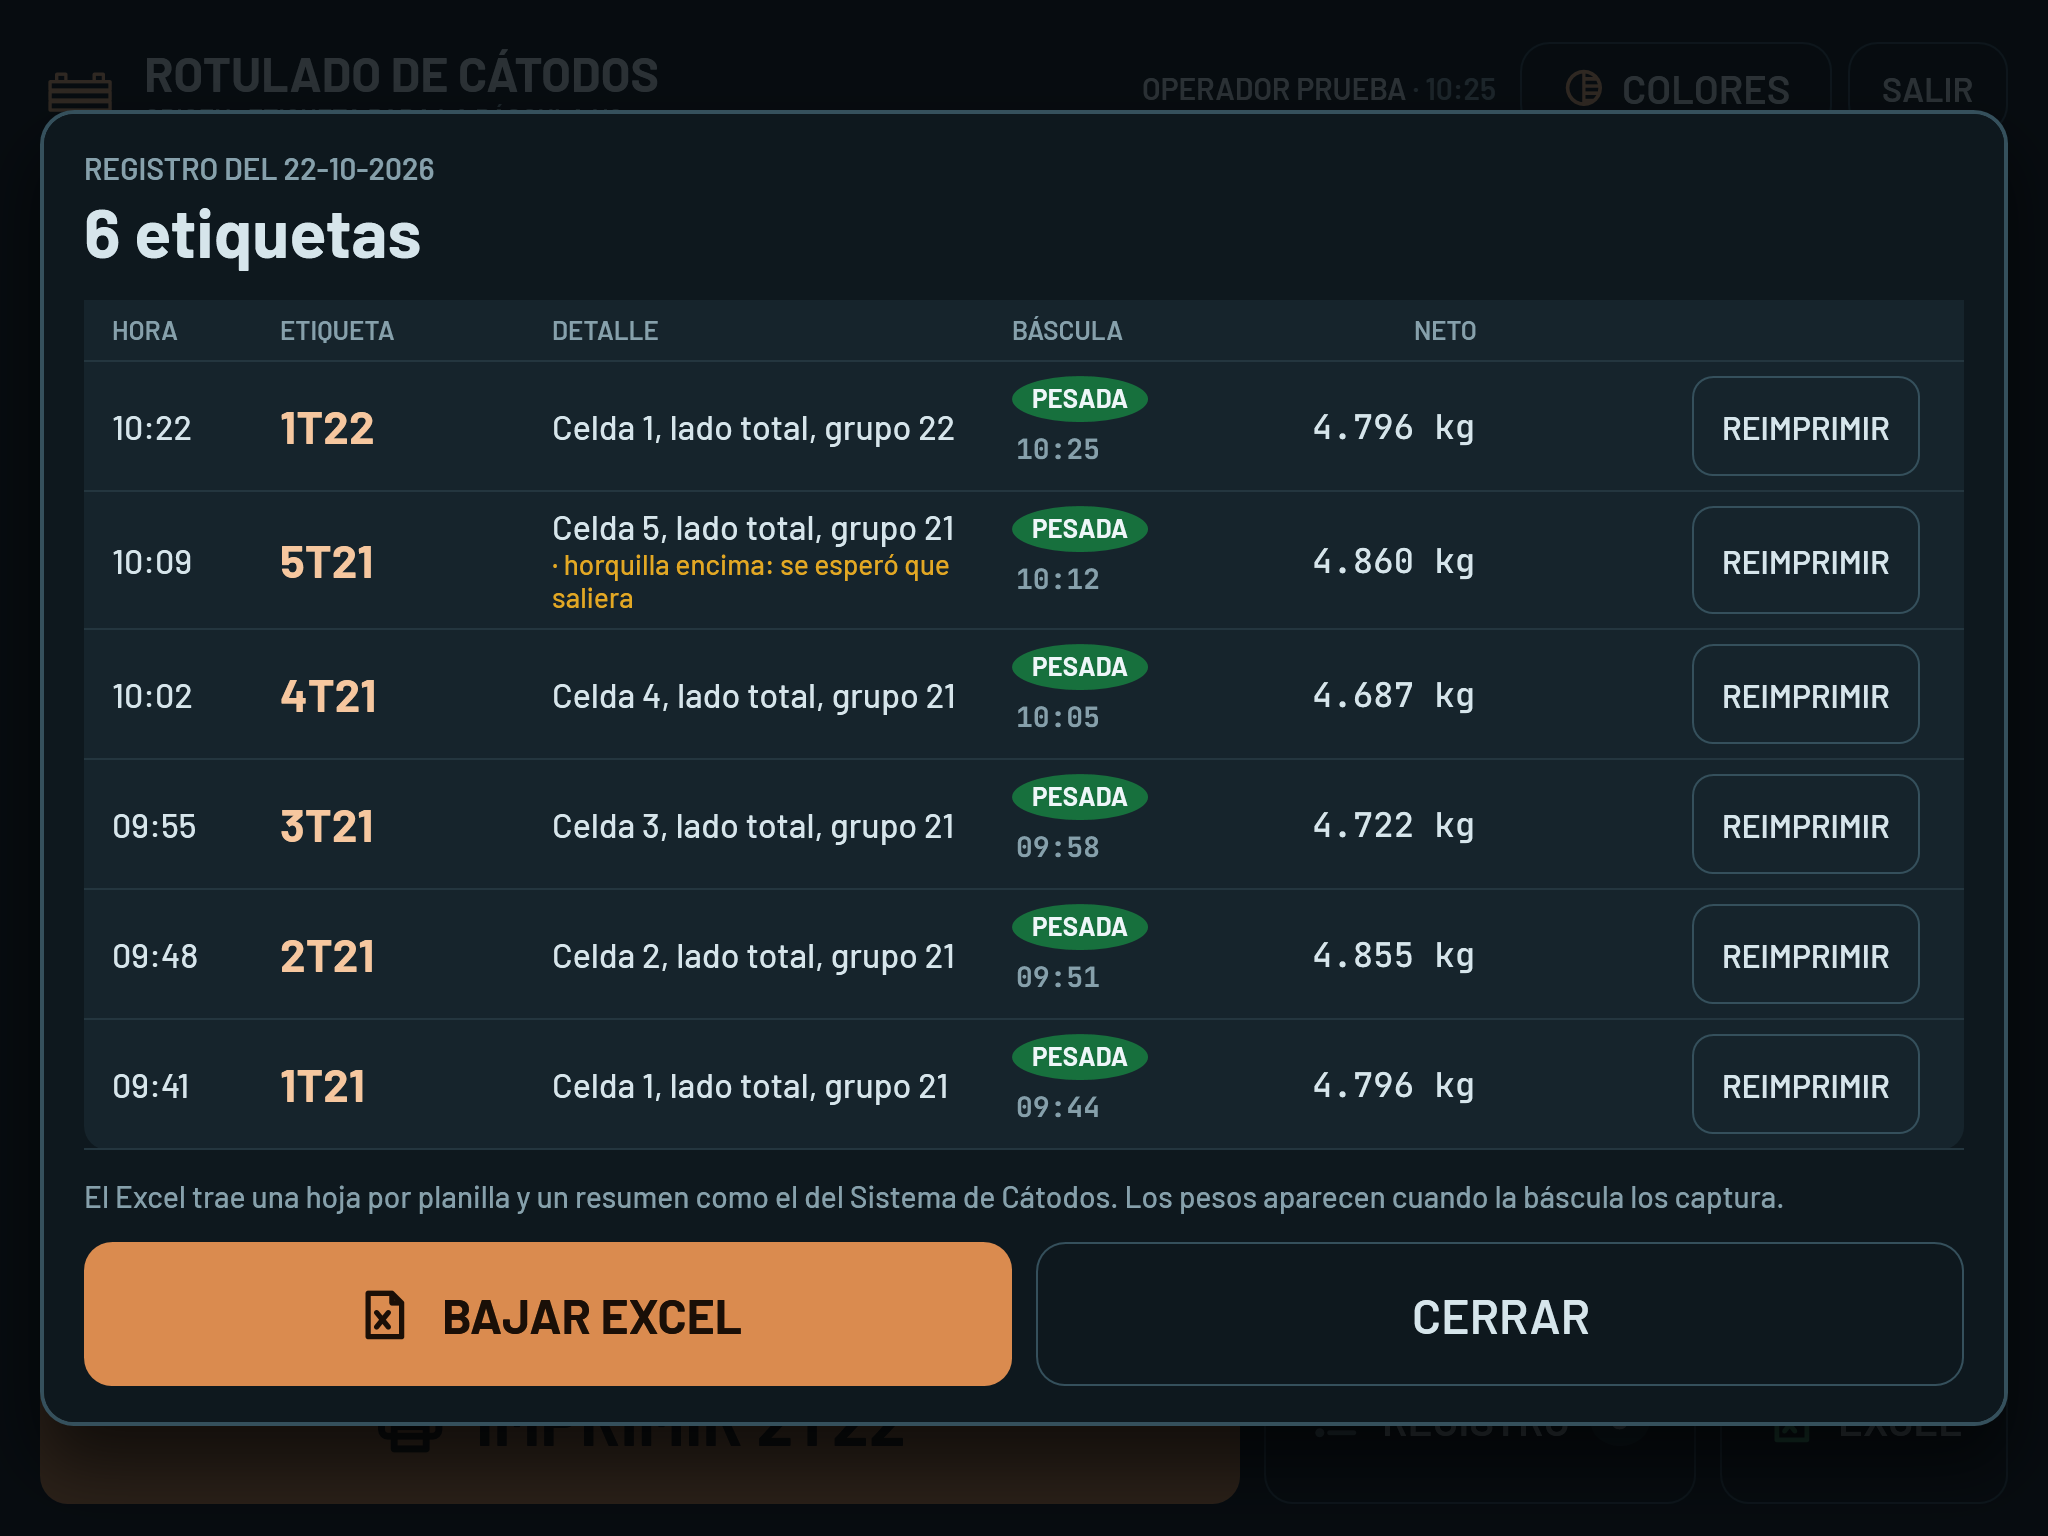 ROTULADO DE CÁTODOS
OPERADOR PRUEBA · 10:25
COLORES
SALIR
REGISTRO DEL 22-10-2026
6 etiquetas
HORA ETIQUETA DETALLE BÁSCULA NETO
10:22 1T22 Celda 1, lado total, grupo 22 PESADA 10:25 4.796 kg REIMPRIMIR
10:09 5T21 Celda 5, lado total, grupo 21
· horquilla encima: se esperó que
saliera
PESADA 10:12 4.860 kg REIMPRIMIR
10:02 4T21 Celda 4, lado total, grupo 21 PESADA 10:05 4.687 kg REIMPRIMIR
09:55 3T21 Celda 3, lado total, grupo 21 PESADA 09:58 4.722 kg REIMPRIMIR
09:48 2T21 Celda 2, lado total, grupo 21 PESADA 09:51 4.855 kg REIMPRIMIR
09:41 1T21 Celda 1, lado total, grupo 21 PESADA 09:44 4.796 kg REIMPRIMIR
El Excel trae una hoja por planilla y un resumen como el del Sistema de Cátodos. Los pesos aparecen cuando la báscula los captura.
BAJAR EXCEL
CERRAR
IMPRIMIR 2T22
REGISTRO
EXCEL